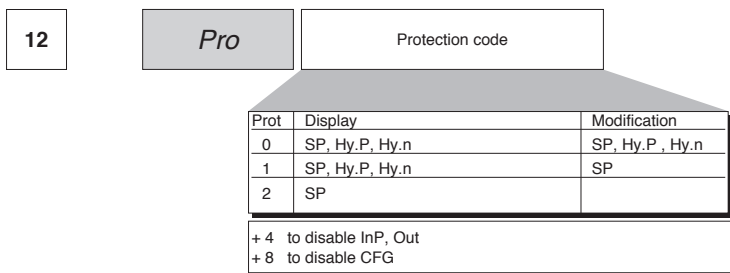 12
Pro
Protection code
Prot Display Modification
0 SP, Hy.P, Hy.n SP, Hy.P , Hy.n
1 SP, Hy.P, Hy.n SP
2 SP
+ 4 to disable InP, Out
+ 8 to disable CFG